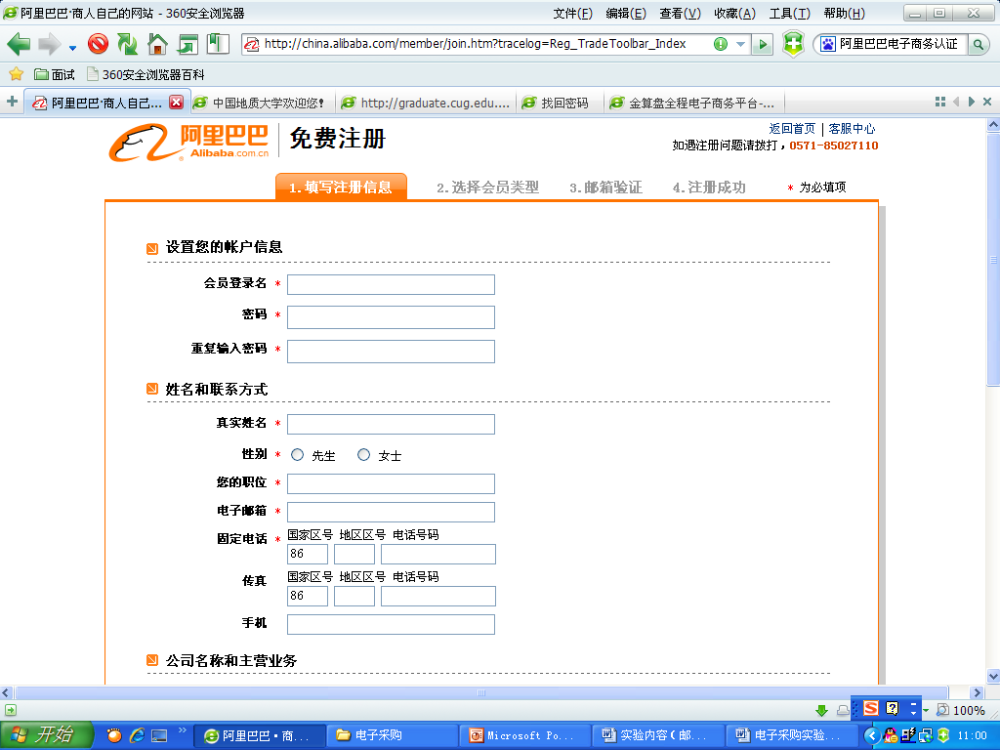 阿里巴巴·商人自己的网站 - 360安全浏览器 文件(F) 编辑(E) 查看(V) 收藏(A) 工具(T) 帮助(H)
http://china.alibaba.com/member/join.htm?tracelog=Reg_TradeToolbar_Index 阿里巴巴电子商务认证
面试 360安全浏览器百科
阿里巴巴·商人自己... 中国地质大学欢迎您! http://graduate.cug.edu.... 找回密码 金算盘全程电子商务平台-...
阿里巴巴 Alibaba.com.cn 免费注册
返回首页 | 客服中心
如遇注册问题请拨打，0571-85027110
1.填写注册信息 2.选择会员类型 3.邮箱验证 4.注册成功 * 为必填项
设置您的帐户信息
会员登录名 *
密码 *
重复输入密码 *
姓名和联系方式
真实姓名 *
性别 * 先生 女士
您的职位 *
电子邮箱 *
固定电话 * 国家区号 地区区号 电话号码
86
传真 国家区号 地区区号 电话号码
86
手机
公司名称和主营业务
100%
开始 阿里巴巴·商... 电子采购 Microsoft Po... 实验内容(邮... 电子采购实验... 11:00